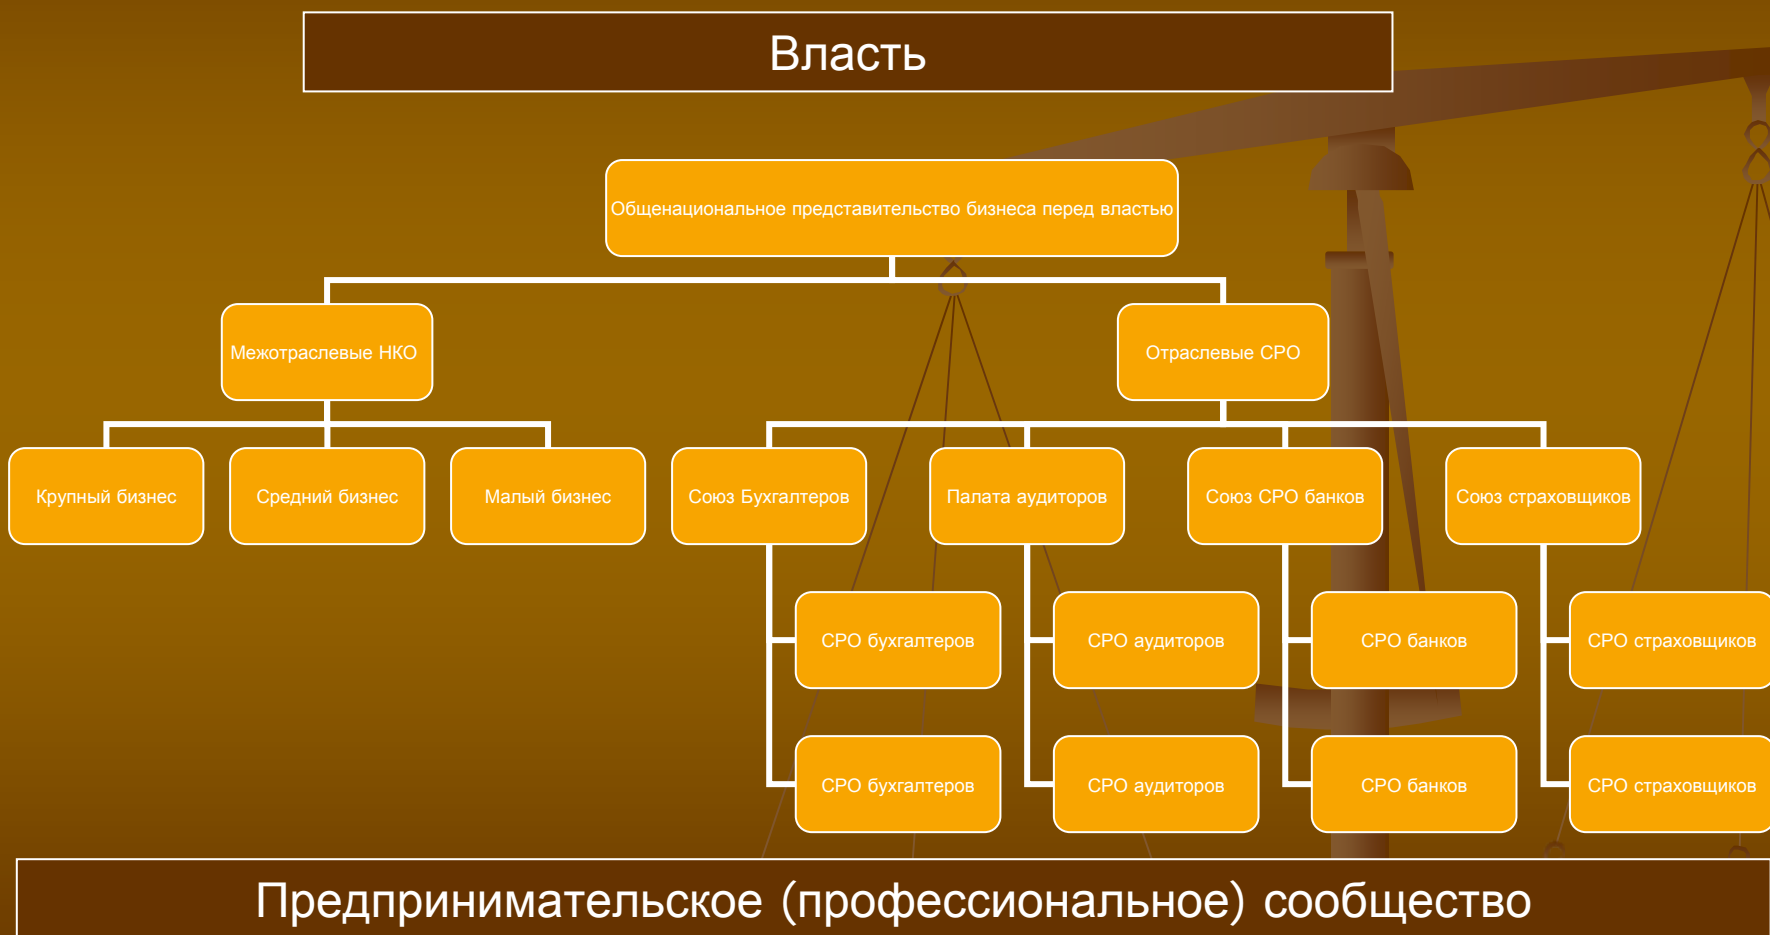 Власть
Общенациональное представительство бизнеса перед властью
Межотраслевые НКО
Отраслевые СРО
Крупный бизнес
Средний бизнес
Малый бизнес
Союз Бухгалтеров
Палата аудиторов
Союз СРО банков
Союз страховщиков
СРО бухгалтеров
СРО аудиторов
СРО банков
СРО страховщиков
СРО бухгалтеров
СРО аудиторов
СРО банков
СРО страховщиков
Предпринимательское (профессиональное) сообщество